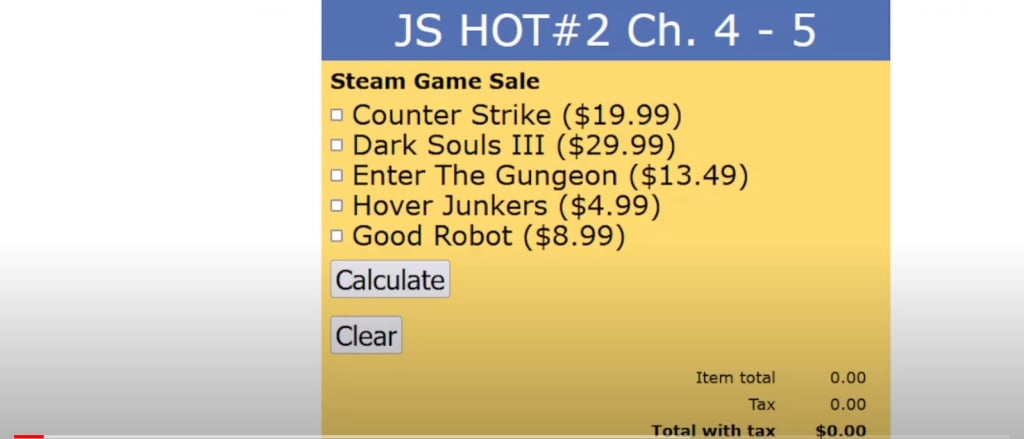 JS HOT#2 Ch. 4 - 5
Steam Game Sale
Counter Strike ($19.99)
Dark Souls III ($29.99)
Enter The Gungeon ($13.49)
Hover Junkers ($4.99)
Good Robot ($8.99)
Calculate
Clear
Item total 0.00
Tax 0.00
Total with tax $0.00